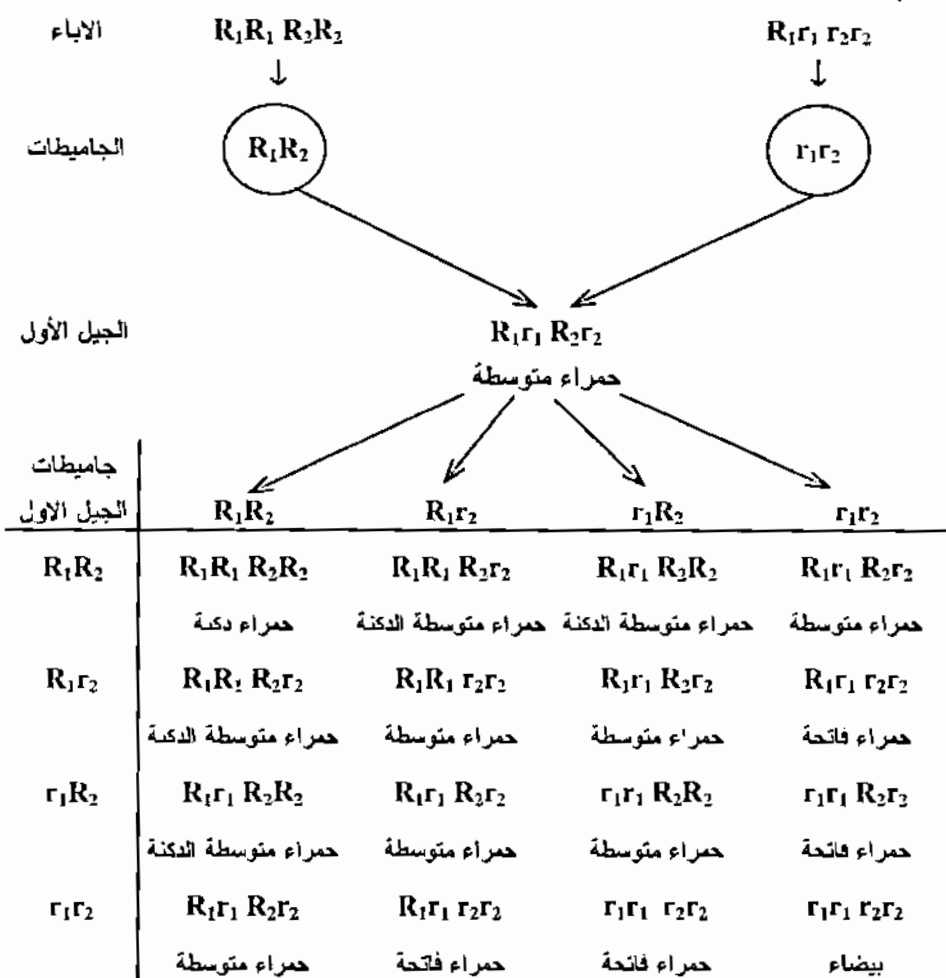 الاباء R₁R₁ R₂R₂ R₁r₁ r₂r₂
↓ ↓
الجاميطات R₁R₂ r₁r₂
الجيل الأول R₁r₁ R₂r₂
حمراء متوسطة
جاميطات
الجيل الاول R₁R₂ R₁r₂ r₁R₂ r₁r₂
R₁R₂ R₁R₁ R₂R₂ R₁R₁ R₂r₂ R₁r₁ R₂R₂ R₁r₁ R₂r₂
حمراء دكنة حمراء متوسطة الدكنة حمراء متوسطة الدكنة حمراء متوسطة
R₁r₂ R₁R₂ R₂r₂ R₁R₁ r₂r₂ R₁r₁ R₂r₂ R₁r₁ r₂r₂
حمراء متوسطة الدكنة حمراء متوسطة حمراء متوسطة حمراء فاتحة
r₁R₂ R₁r₁ R₂R₂ R₁r₁ R₂r₂ r₁r₁ R₂R₂ r₁r₁ R₂r₂
حمراء متوسطة الدكنة حمراء متوسطة حمراء متوسطة حمراء فاتحة
r₁r₂ R₁r₁ R₂r₂ R₁r₁ r₂r₂ r₁r₁ r₂r₂ r₁r₁ r₂r₂
حمراء متوسطة حمراء فاتحة حمراء فاتحة بيضاء